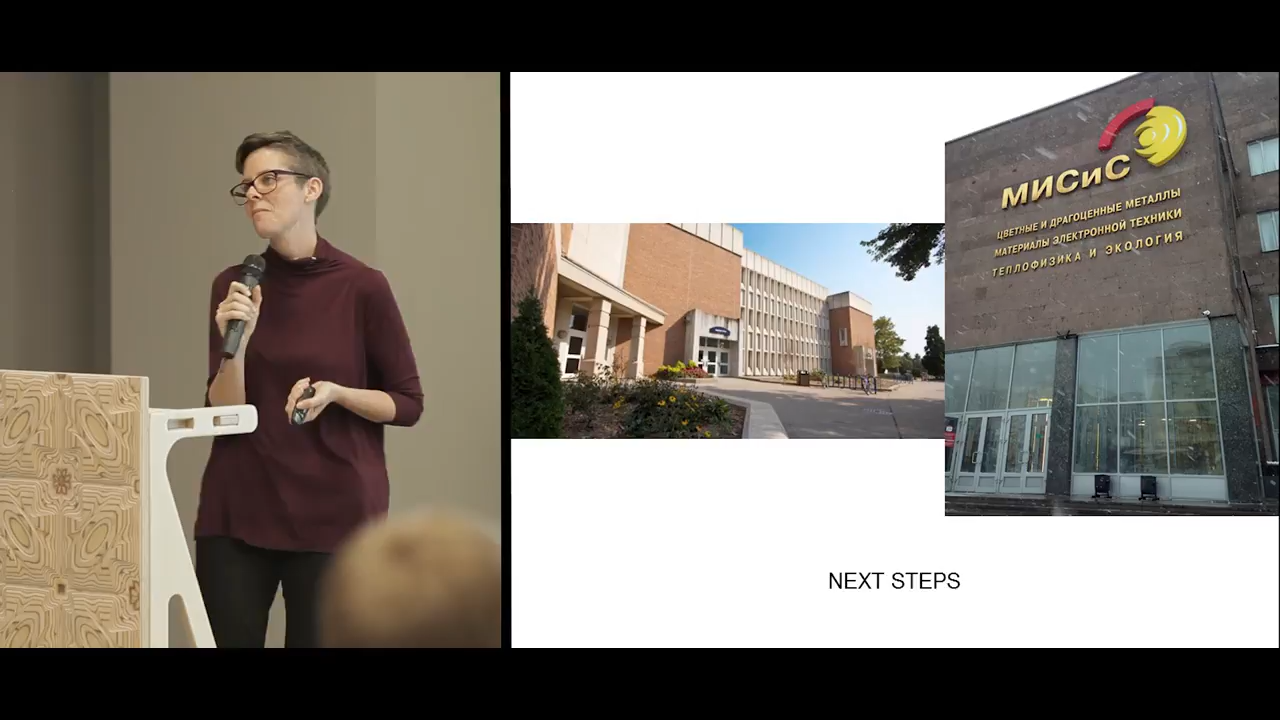 МИСиС
ЦВЕТНЫЕ И ДРАГОЦЕННЫЕ МЕТАЛЛЫ
МАТЕРИАЛЫ ЭЛЕКТРОННОЙ ТЕХНИКИ
ТЕПЛОФИЗИКА И ЭКОЛОГИЯ
NEXT STEPS